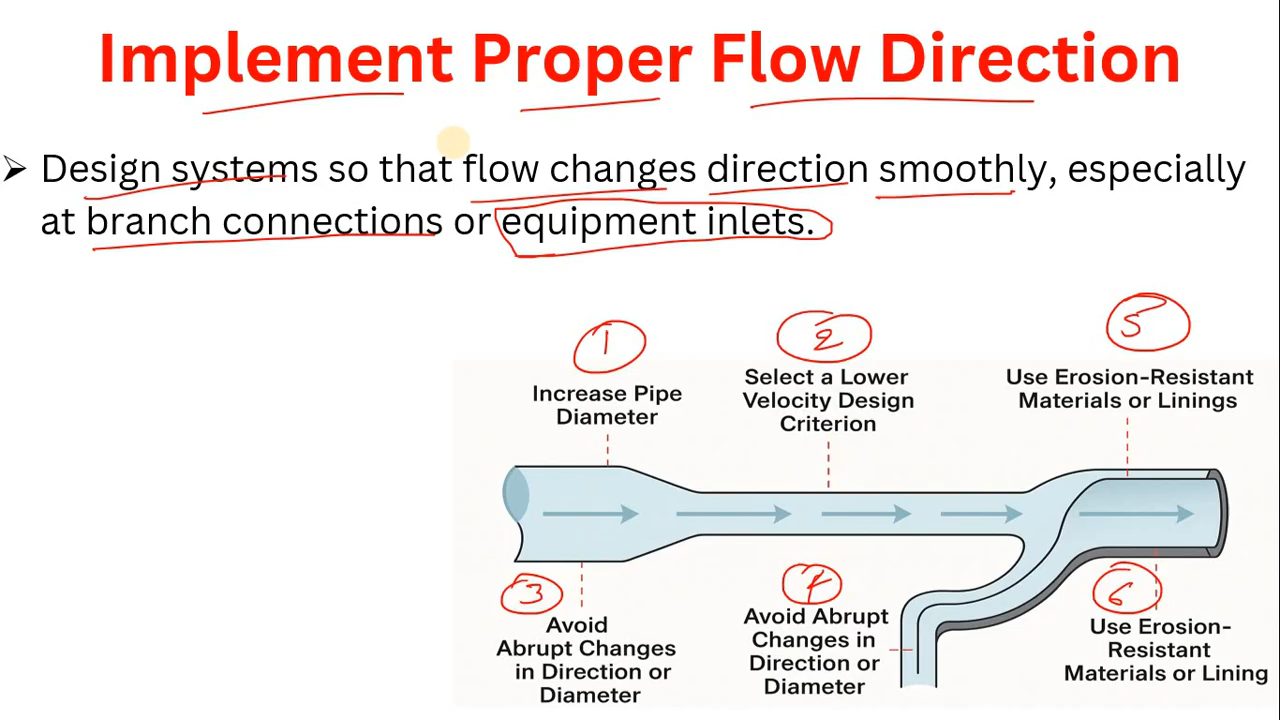 Implement Proper Flow Direction
➢ Design systems so that flow changes direction smoothly, especially
at branch connections or equipment inlets.
1
Increase Pipe
Diameter
2
Select a Lower
Velocity Design
Criterion
5
Use Erosion-Resistant
Materials or Linings
3
Avoid
Abrupt Changes
in Direction or
Diameter
Avoid Abrupt
Changes in
Direction or
Diameter
6
Use Erosion-
Resistant
Materials or Lining